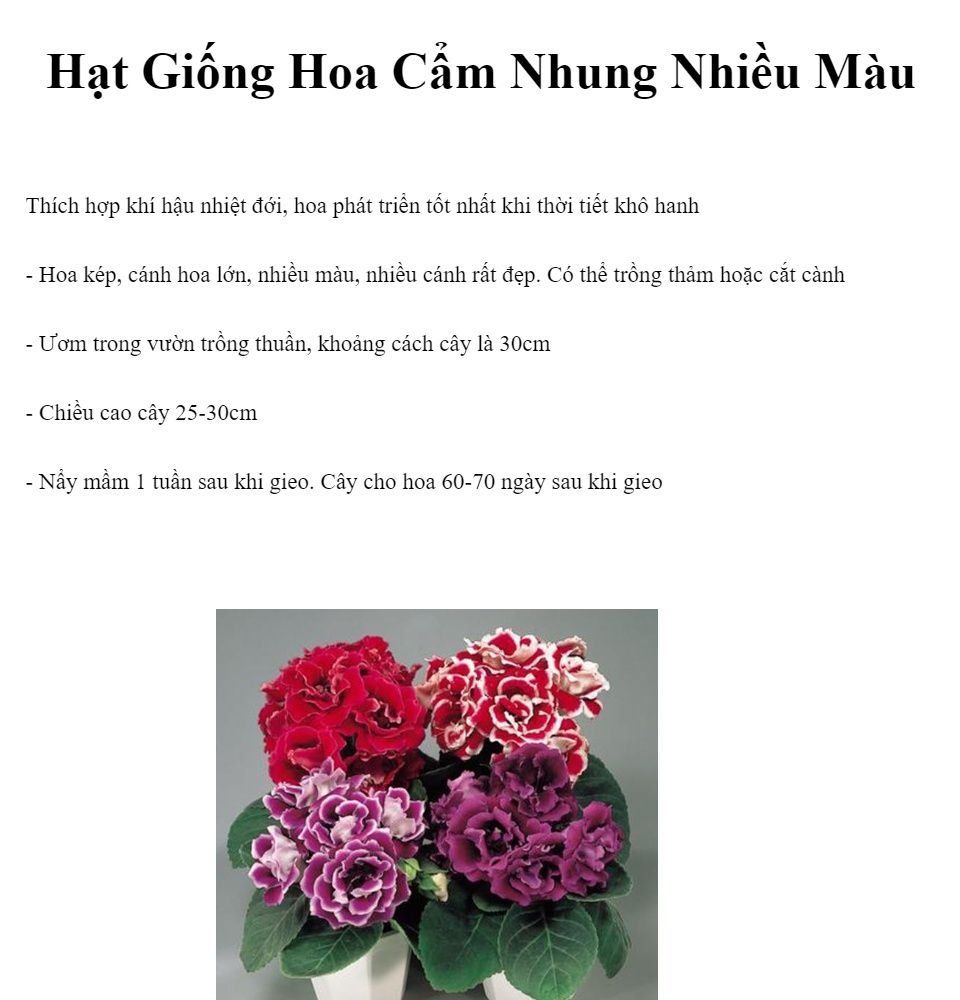 Hạt Giống Hoa Cẩm Nhung Nhiều Màu
Thích hợp khí hậu nhiệt đới, hoa phát triển tốt nhất khi thời tiết khô hanh
- Hoa kép, cánh hoa lớn, nhiều màu, nhiều cánh rất đẹp. Có thể trồng thảm hoặc cắt cành
- Ươm trong vườn trồng thuần, khoảng cách cây là 30cm
- Chiều cao cây 25-30cm
- Nẩy mầm 1 tuần sau khi gieo. Cây cho hoa 60-70 ngày sau khi gieo